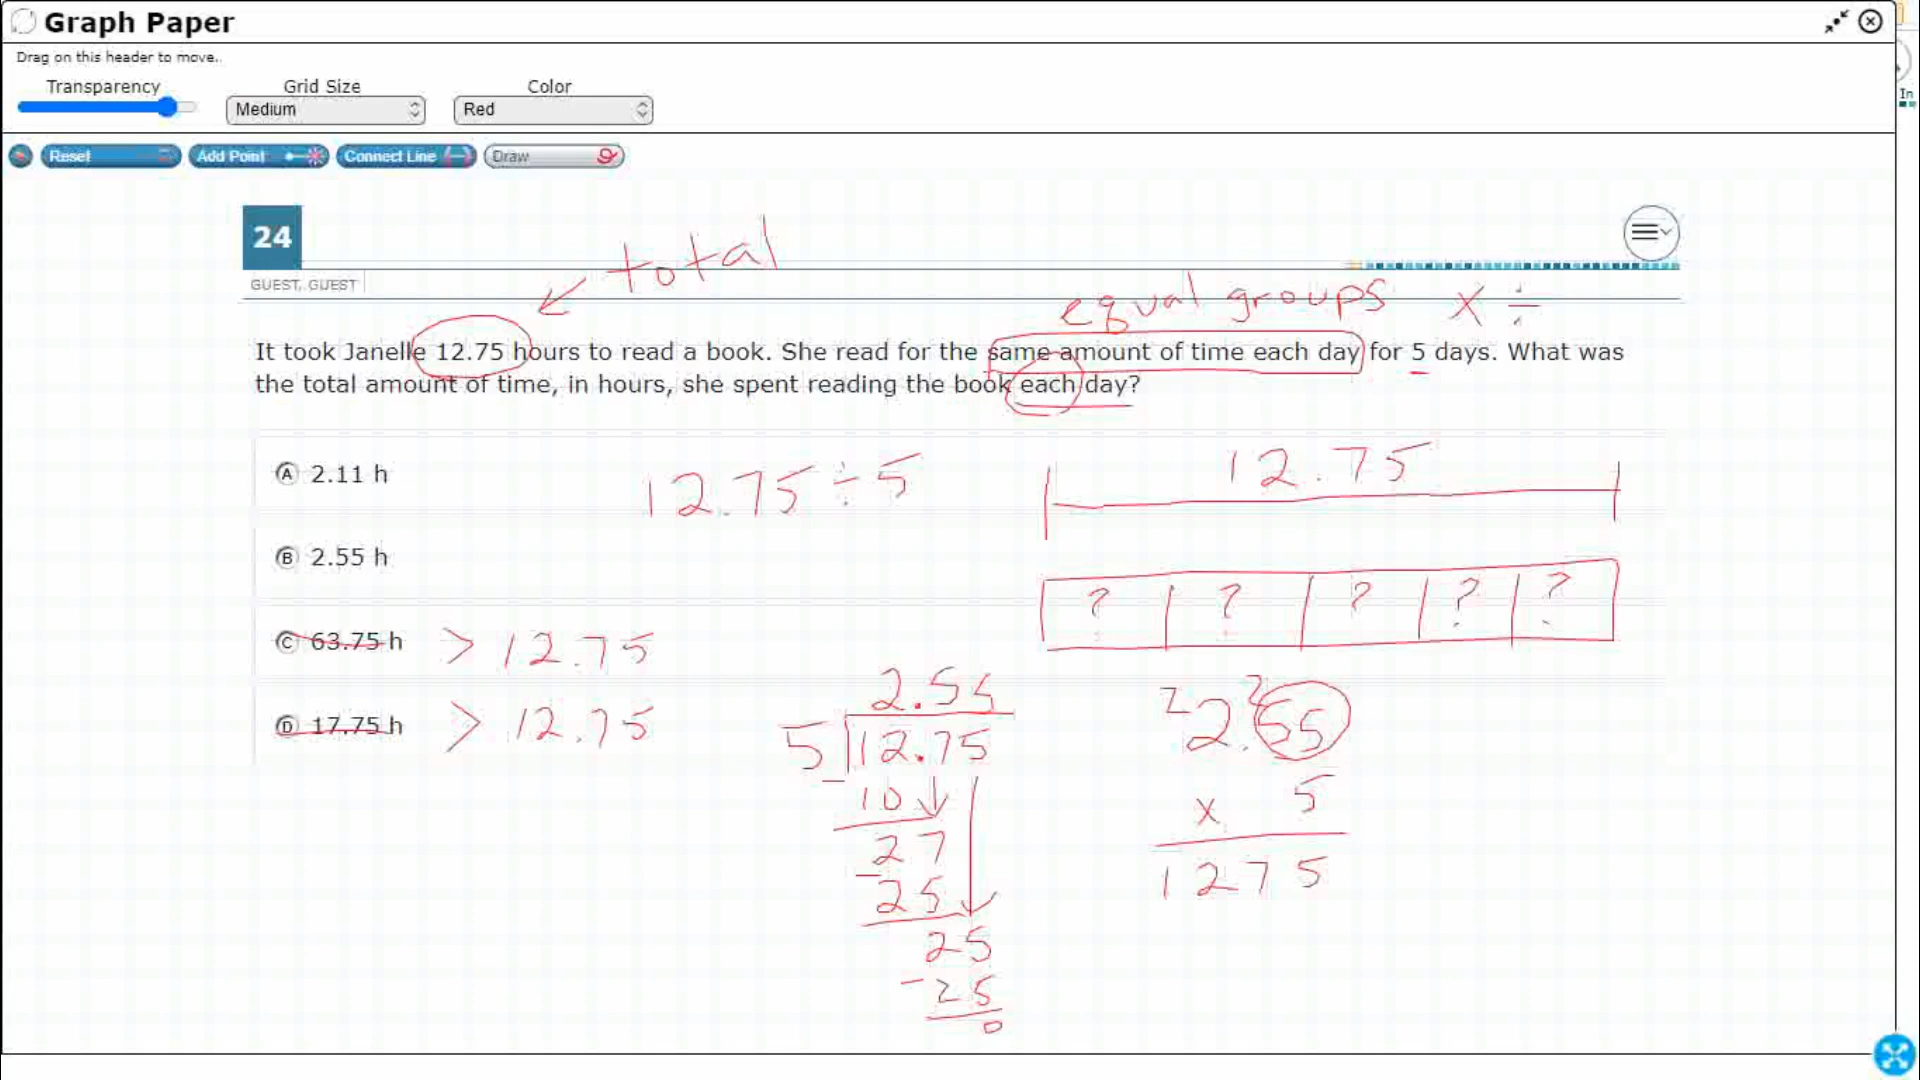 Graph Paper
Drag on this header to move..
Transparency Grid Size Color
Medium Red
In
Reset Add Point Connect Line Draw
24
total
GUEST, GUEST
equal groups x ÷
It took Janelle 12.75 hours to read a book. She read for the same amount of time each day for 5 days. What was
the total amount of time, in hours, she spent reading the book each day?
A 2.11 h
12.75 ÷ 5
12.75
B 2.55 h
? ? ? ? ?
C 63.75 h > 12.75
D 17.75 h > 12.75
2.55
5 12.75
- 10
27
- 25
25
- 25
0
2 2
2.55
x 5
1275